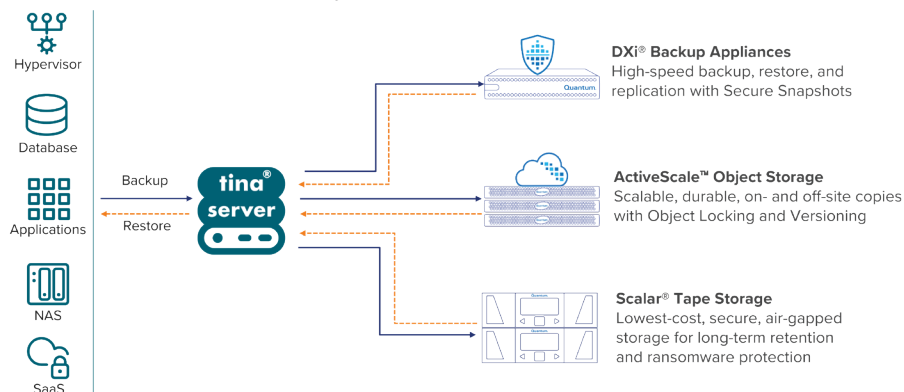 Hypervisor
Database
Applications
NAS
SaaS
Backup
Restore
tina®
server
Quantum
DXi® Backup Appliances
High-speed backup, restore, and
replication with Secure Snapshots
ActiveScale™ Object Storage
Scalable, durable, on- and off-site copies
with Object Locking and Versioning
Quantum
Quantum
Scalar® Tape Storage
Lowest-cost, secure, air-gapped
storage for long-term retention
and ransomware protection